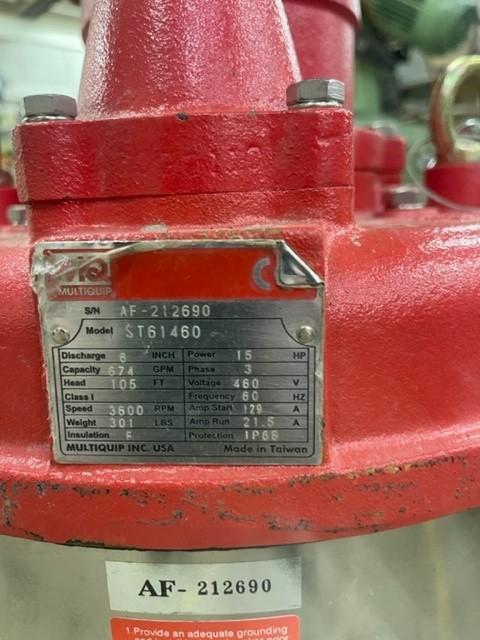 MULTIQUIP
S/N AF-212690
Model ST61460
Discharge 6 INCH Power 15 HP
Capacity 674 GPM Phase 3
Head 105 FT Voltage 460 V
Class I Frequency 60 HZ
Speed 3600 RPM Amp Start 129 A
Weight 301 LBS Amp Run 21.5 A
Insulation F Protection IP68
MULTIQUIP INC. USA Made in Taiwan
AF- 212690
1.Provide an adequate grounding